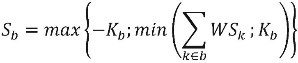 S_b = max{-K_b; min(∑_{k∈b} WS_k ; K_b)}